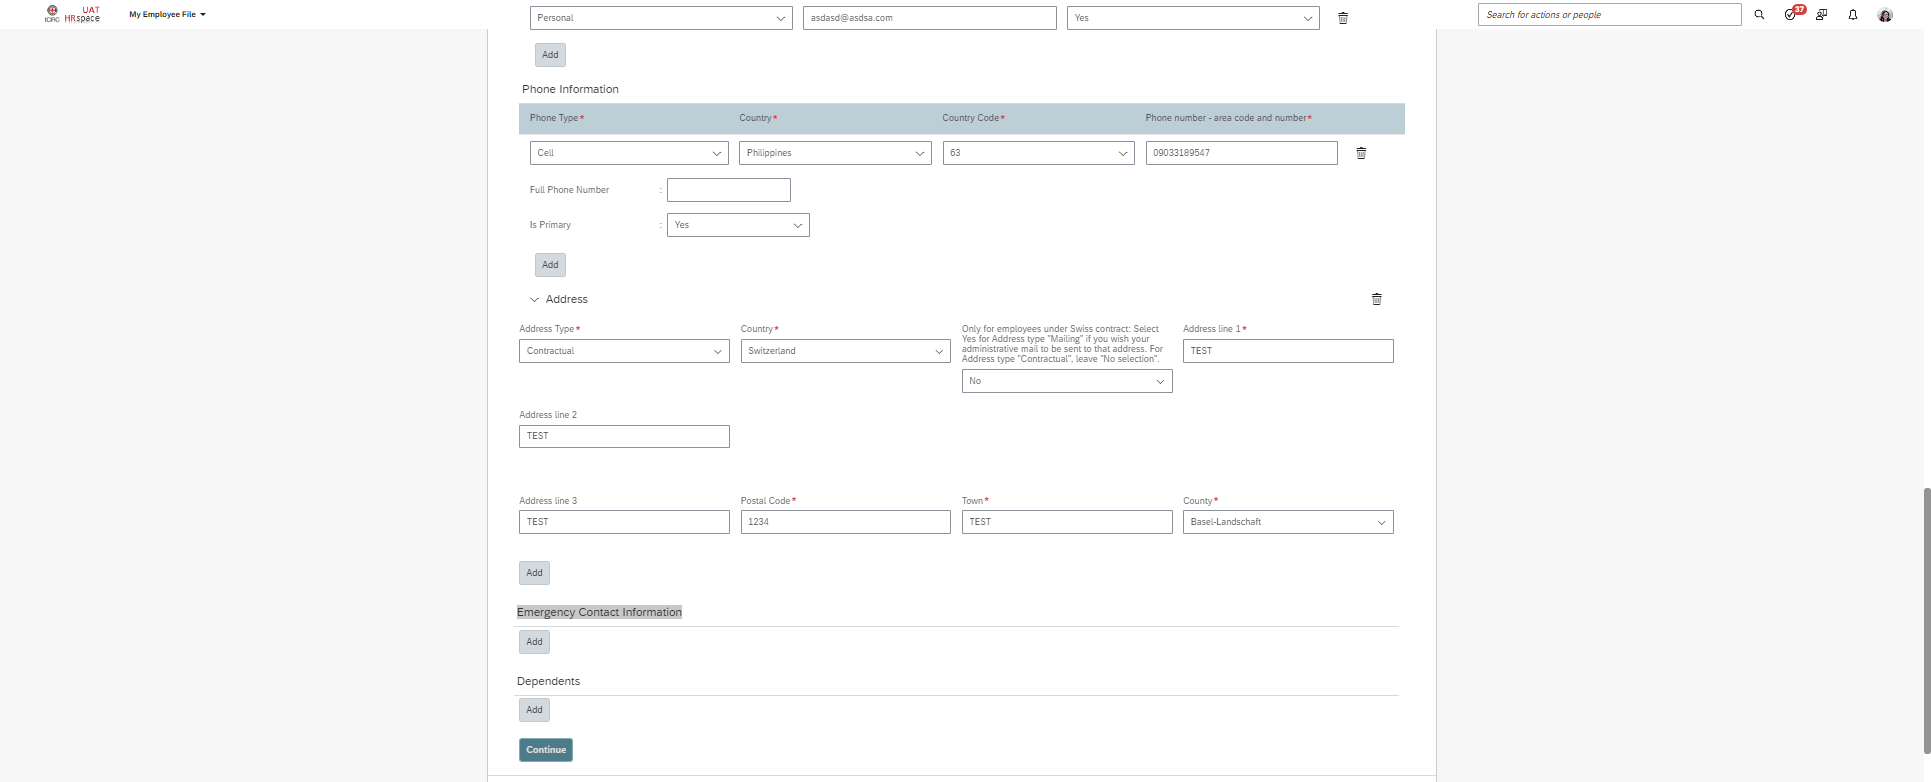 ICRC
UAT
HRspace
My Employee File
Search for actions or people
37
Personal
asdasd@asdsa.com
Yes
Add
Phone Information
Phone Type*
Country*
Country Code*
Phone number - area code and number*
Cell
Philippines
63
09033189547
Full Phone Number :
Is Primary :
Yes
Add
Address
Address Type*
Country*
Only for employees under Swiss contract: Select
Yes for Address type "Mailing" if you wish your
administrative mail to be sent to that address. For
Address type "Contractual", leave "No selection".
Address line 1*
Contractual
Switzerland
No
TEST
Address line 2
TEST
Address line 3
Postal Code*
Town*
County*
TEST
1234
TEST
Basel-Landschaft
Add
Emergency Contact Information
Add
Dependents
Add
Continue